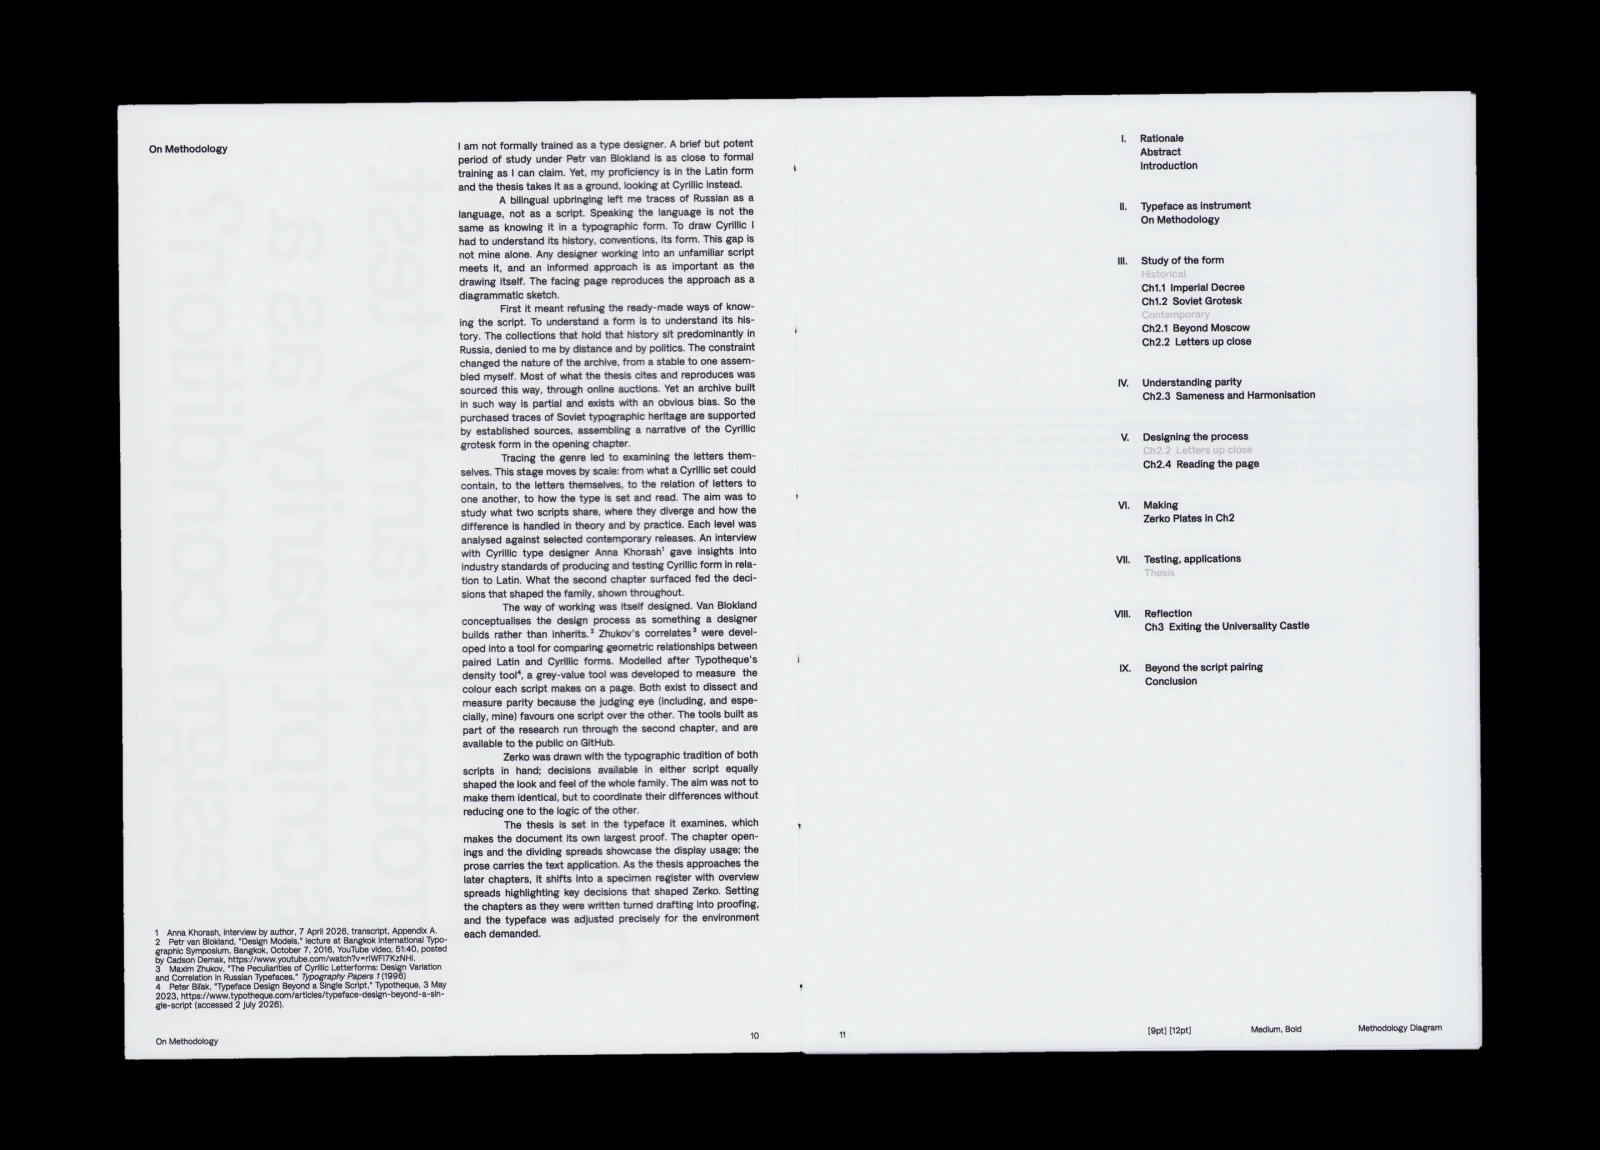 On Methodology
I am not formally trained as a type designer. A brief but potent
period of study under Petr van Blokland is as close to formal
training as I can claim. Yet, my proficiency is in the Latin form
and the thesis takes it as a ground, looking at Cyrillic instead.
A bilingual upbringing left me traces of Russian as a
language, not as a script. Speaking the language is not the
same as knowing it in a typographic form. To draw Cyrillic I
had to understand its history, conventions, its form. This gap is
not mine alone. Any designer working into an unfamiliar script
meets it, and an informed approach is as important as the
drawing itself. The facing page reproduces the approach as a
diagrammatic sketch.
First it meant refusing the ready-made ways of know-
ing the script. To understand a form is to understand its his-
tory. The collections that hold that history sit predominantly in
Russia, denied to me by distance and by politics. The constraint
changed the nature of the archive, from a stable to one assem-
bled myself. Most of what the thesis cites and reproduces was
sourced this way, through online auctions. Yet an archive built
in such way is partial and exists with an obvious bias. So the
purchased traces of Soviet typographic heritage are supported
by established sources, assembling a narrative of the Cyrillic
grotesk form in the opening chapter.
Tracing the genre led to examining the letters them-
selves. This stage moves by scale: from what a Cyrillic set could
contain, to the letters themselves, to the relation of letters to
one another, to how the type is set and read. The aim was to
study what two scripts share, where they diverge and how the
difference is handled in theory and by practice. Each level was
analysed against selected contemporary releases. An interview
with Cyrillic type designer Anna Khorash¹ gave insights into
industry standards of producing and testing Cyrillic form in rela-
tion to Latin. What the second chapter surfaced fed the deci-
sions that shaped the family, shown throughout.
The way of working was itself designed. Van Blokland
conceptualises the design process as something a designer
builds rather than inherits.² Zhukov's correlates³ were devel-
oped into a tool for comparing geometric relationships between
paired Latin and Cyrillic forms. Modelled after Typotheque's
density tool⁴, a grey-value tool was developed to measure the
colour each script makes on a page. Both exist to dissect and
measure parity because the judging eye (including, and espe-
cially, mine) favours one script over the other. The tools built as
part of the research run through the second chapter, and are
available to the public on GitHub.
Zerko was drawn with the typographic tradition of both
scripts in hand; decisions available in either script equally
shaped the look and feel of the whole family. The aim was not to
make them identical, but to coordinate their differences without
reducing one to the logic of the other.
The thesis is set in the typeface it examines, which
makes the document its own largest proof. The chapter open-
ings and the dividing spreads showcase the display usage; the
prose carries the text application. As the thesis approaches the
later chapters, it shifts into a specimen register with overview
spreads highlighting key decisions that shaped Zerko. Setting
the chapters as they were written turned drafting into proofing,
and the typeface was adjusted precisely for the environment
each demanded.
1 Anna Khorash, interview by author, 7 April 2026, transcript, Appendix A.
2 Petr van Blokland, "Design Models," lecture at Bangkok International Typo-
graphic Symposium, Bangkok, October 7, 2016, YouTube video, 51:40, posted
by Cadson Demak, https://www.youtube.com/watch?v=rIWFI7KzNHI.
3 Maxim Zhukov, "The Peculiarities of Cyrillic Letterforms: Design Variation
and Correlation in Russian Typefaces," Typography Papers 1 (1996)
4 Peter Biľak, "Typeface Design Beyond a Single Script," Typotheque, 3 May
2023, https://www.typotheque.com/articles/typeface-design-beyond-a-sin-
gle-script (accessed 2 july 2026).
On Methodology
10
I. Rationale
Abstract
Introduction
II. Typeface as instrument
On Methodology
III. Study of the form
Historical
Ch1.1 Imperial Decree
Ch1.2 Soviet Grotesk
Contemporary
Ch2.1 Beyond Moscow
Ch2.2 Letters up close
IV. Understanding parity
Ch2.3 Sameness and Harmonisation
V. Designing the process
Ch2.2 Letters up close
Ch2.4 Reading the page
VI. Making
Zerko Plates in Ch2
VII. Testing, applications
Thesis
VIII. Reflection
Ch3 Exiting the Universality Castle
IX. Beyond the script pairing
Conclusion
11
[9pt] [12pt]
Medium, Bold
Methodology Diagram